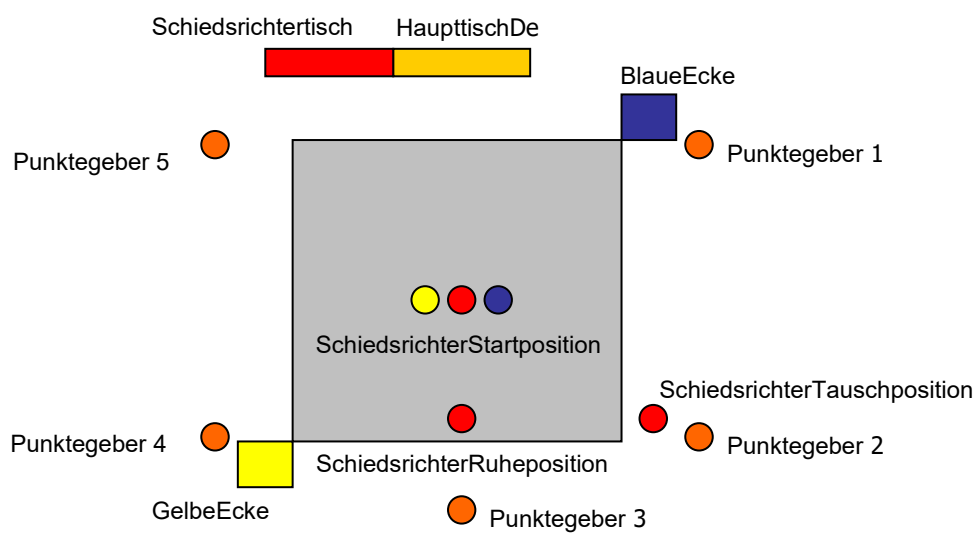 Schiedsrichtertisch
HaupttischDe
BlaueEcke
Punktegeber 5
Punktegeber 1
SchiedsrichterStartposition
SchiedsrichterTauschposition
Punktegeber 4
Punktegeber 2
SchiedsrichterRuheposition
GelbeEcke
Punktegeber 3